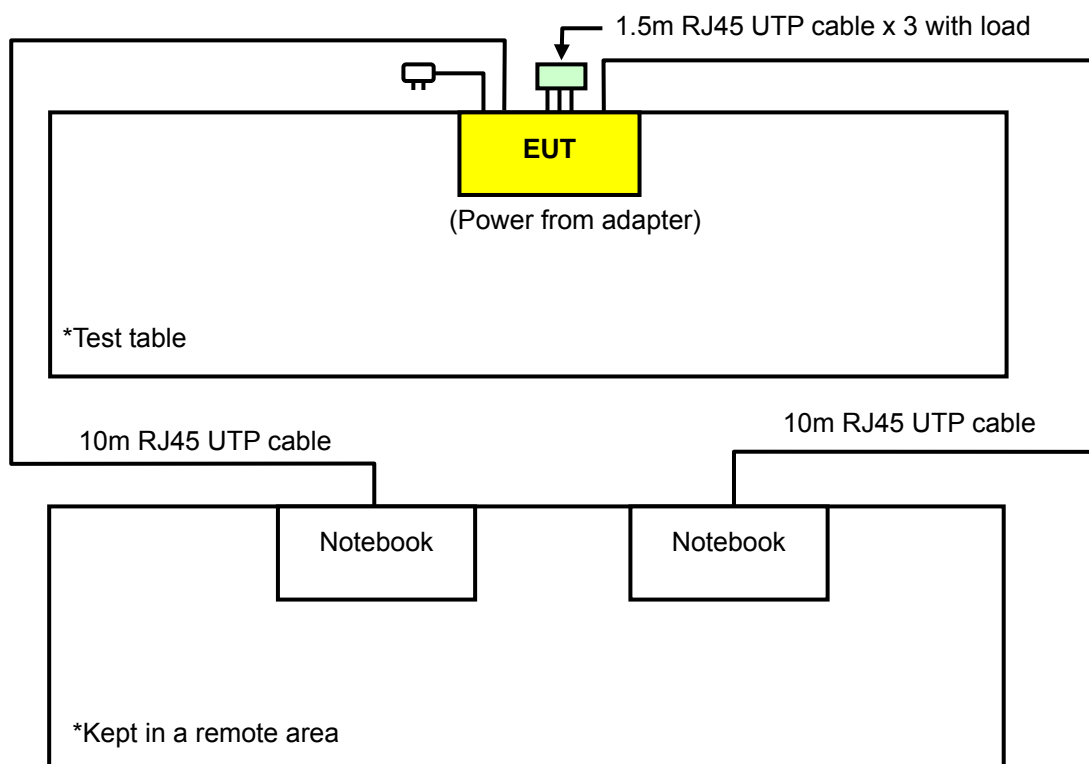 1.5m RJ45 UTP cable x 3 with load
EUT
(Power from adapter)
*Test table
10m RJ45 UTP cable
10m RJ45 UTP cable
Notebook
Notebook
*Kept in a remote area